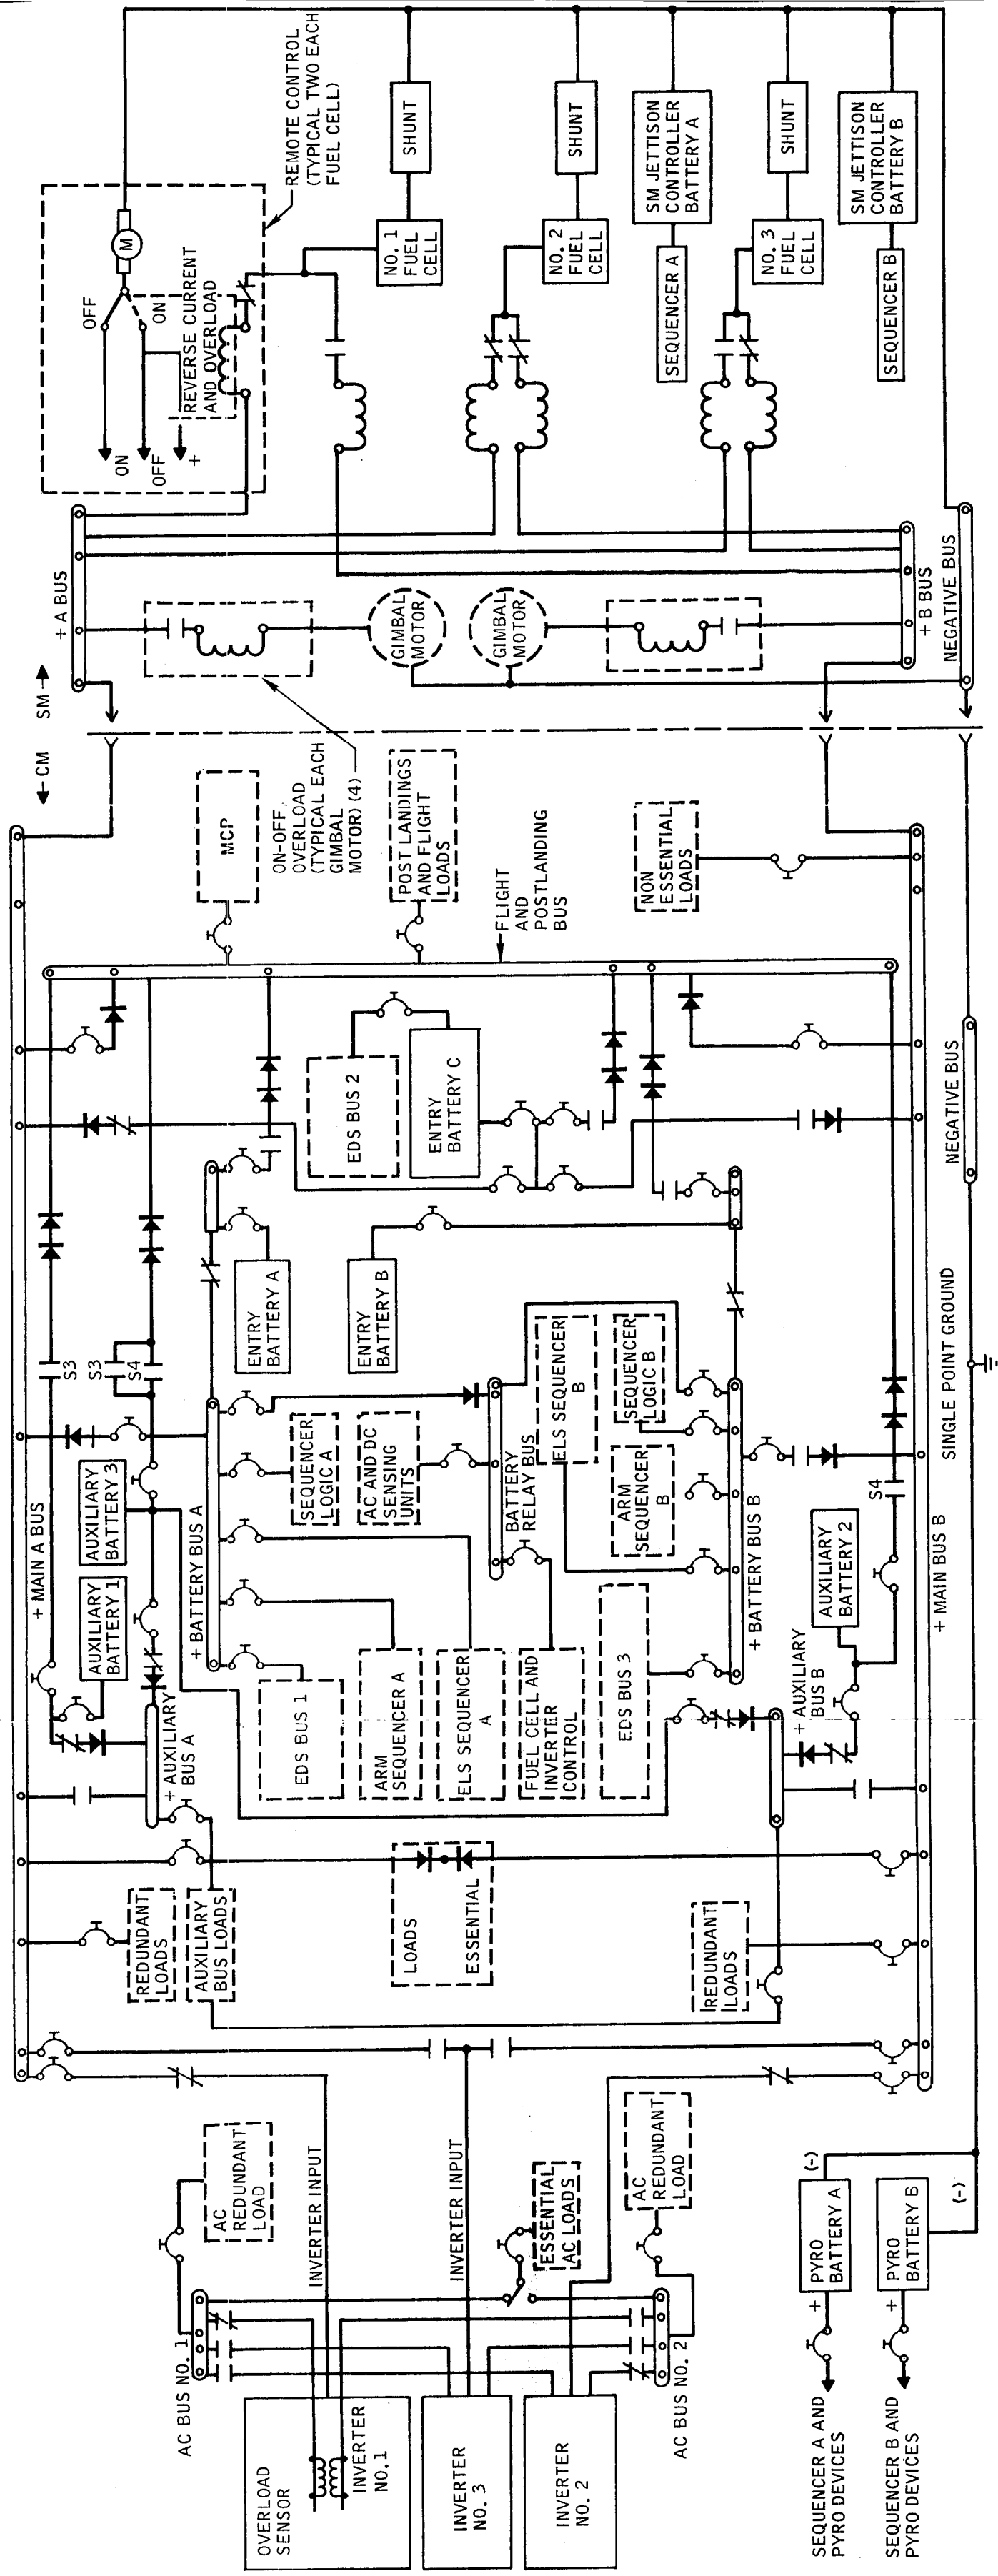 REMOTE CONTROL
(TYPICAL TWO EACH
FUEL CELL)
OFF
ON
M
ON
OFF
+
REVERSE CURRENT
AND OVERLOAD
SHUNT
NO. 1
FUEL
CELL
SHUNT
NO. 2
FUEL
CELL
SM JETTISON
CONTROLLER
BATTERY A
SEQUENCER A
SHUNT
NO. 3
FUEL
CELL
SM JETTISON
CONTROLLER
BATTERY B
SEQUENCER B
+ A BUS
GIMBAL
MOTOR
GIMBAL
MOTOR
+ B BUS
NEGATIVE BUS
SM
CM
ON-OFF
OVERLOAD
(TYPICAL EACH
GIMBAL
MOTOR) (4)
MCP
POST LANDINGS
AND FLIGHT
LOADS
FLIGHT
AND
POSTLANDING
BUS
NON
ESSENTIAL
LOADS
EDS BUS 2
ENTRY
BATTERY C
NEGATIVE BUS
ENTRY
BATTERY A
ENTRY
BATTERY B
SINGLE POINT GROUND
S3
S3
S4
S4
+ MAIN A BUS
AUXILIARY
BATTERY 3
AUXILIARY
BATTERY 1
+ BATTERY BUS A
SEQUENCER
LOGIC A
AC AND DC
SENSING
UNITS
BATTERY
RELAY BUS
ELS SEQUENCER
B
SEQUENCER
LOGIC B
ARM
SEQUENCER
B
+ BATTERY BUS B
AUXILIARY
BATTERY 2
+ MAIN BUS B
+ AUXILIARY
BUS A
EDS BUS 1
ARM
SEQUENCER A
ELS SEQUENCER
A
FUEL CELL AND
INVERTER
CONTROL
EDS BUS 3
+ AUXILIARY
BUS B
REDUNDANT
LOADS
AUXILIARY
BUS LOADS
LOADS
ESSENTIAL
REDUNDANT
LOADS
AC
REDUNDANT
LOAD
INVERTER INPUT
INVERTER INPUT
ESSENTIAL
AC LOADS
AC
REDUNDANT
LOAD
AC BUS NO. 1
AC BUS NO. 2
OVERLOAD
SENSOR
INVERTER
NO.1
INVERTER
NO. 3
INVERTER
NO. 2
(-)
PYRO
BATTERY A
+
SEQUENCER A AND
PYRO DEVICES
(-)
PYRO
BATTERY B
+
SEQUENCER B AND
PYRO DEVICES